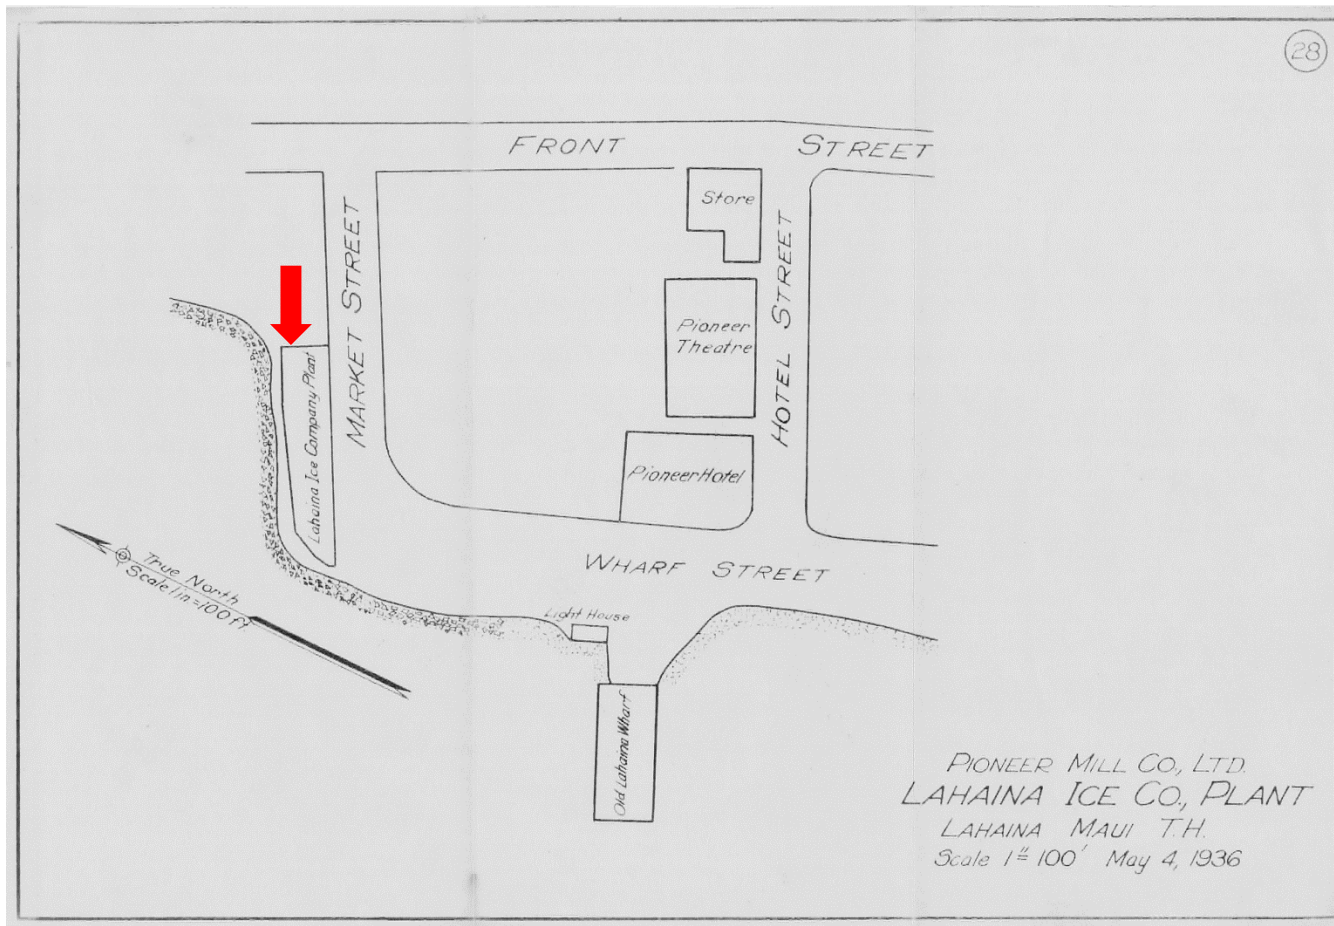 28
FRONT STREET
Store
MARKET STREET
HOTEL STREET
Pioneer
Theatre
Lahaina Ice Company Plant
Pioneer Hotel
True North
Scale 1 in = 100 ft
WHARF STREET
Light House
Old Lahaina Wharf
PIONEER MILL CO., LTD.
LAHAINA ICE CO., PLANT
LAHAINA MAUI T.H.
Scale 1" = 100' May 4, 1936